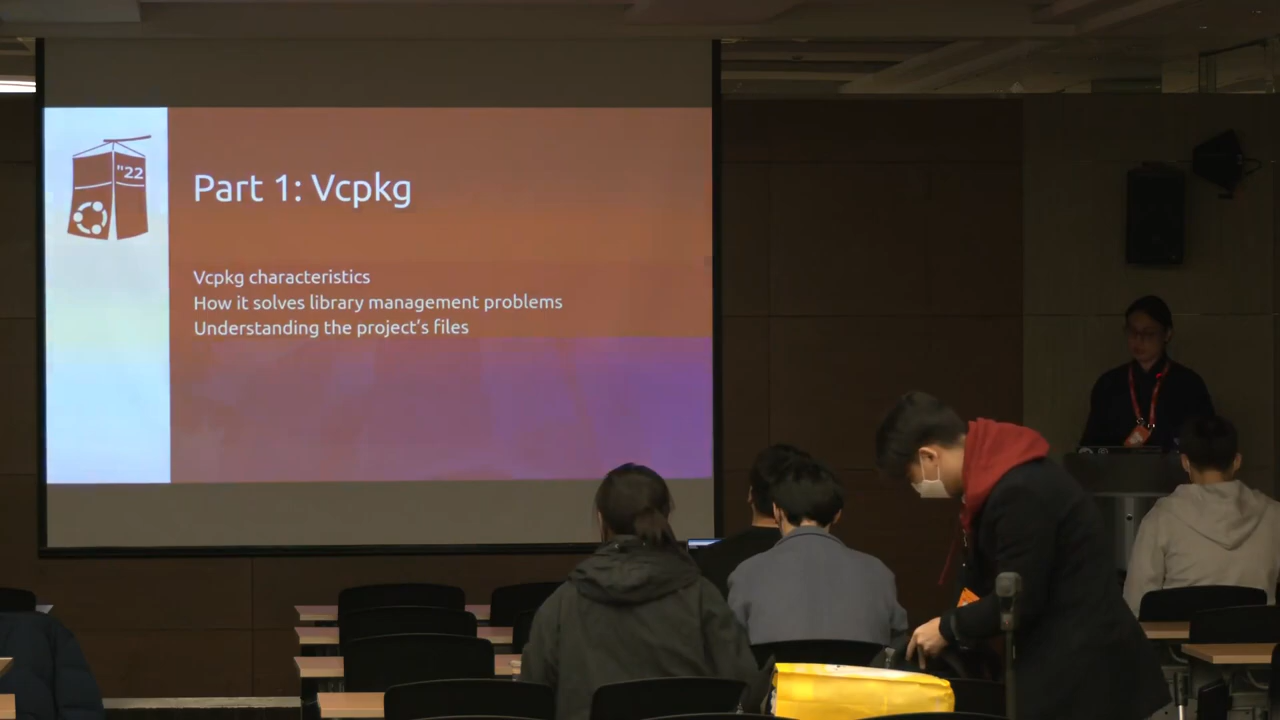 "22
Part 1: Vcpkg
Vcpkg characteristics
How it solves library management problems
Understanding the project's files